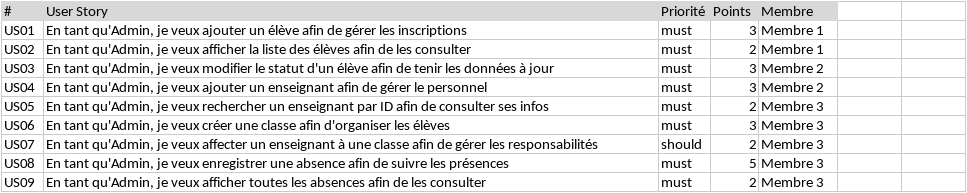 # User Story Priorité Points Membre
US01 En tant qu'Admin, je veux ajouter un élève afin de gérer les inscriptions must 3 Membre 1
US02 En tant qu'Admin, je veux afficher la liste des élèves afin de les consulter must 2 Membre 1
US03 En tant qu'Admin, je veux modifier le statut d'un élève afin de tenir les données à jour must 3 Membre 2
US04 En tant qu'Admin, je veux ajouter un enseignant afin de gérer le personnel must 3 Membre 2
US05 En tant qu'Admin, je veux rechercher un enseignant par ID afin de consulter ses infos must 2 Membre 3
US06 En tant qu'Admin, je veux créer une classe afin d'organiser les élèves must 3 Membre 3
US07 En tant qu'Admin, je veux affecter un enseignant à une classe afin de gérer les responsabilités should 2 Membre 3
US08 En tant qu'Admin, je veux enregistrer une absence afin de suivre les présences must 5 Membre 3
US09 En tant qu'Admin, je veux afficher toutes les absences afin de les consulter must 2 Membre 3